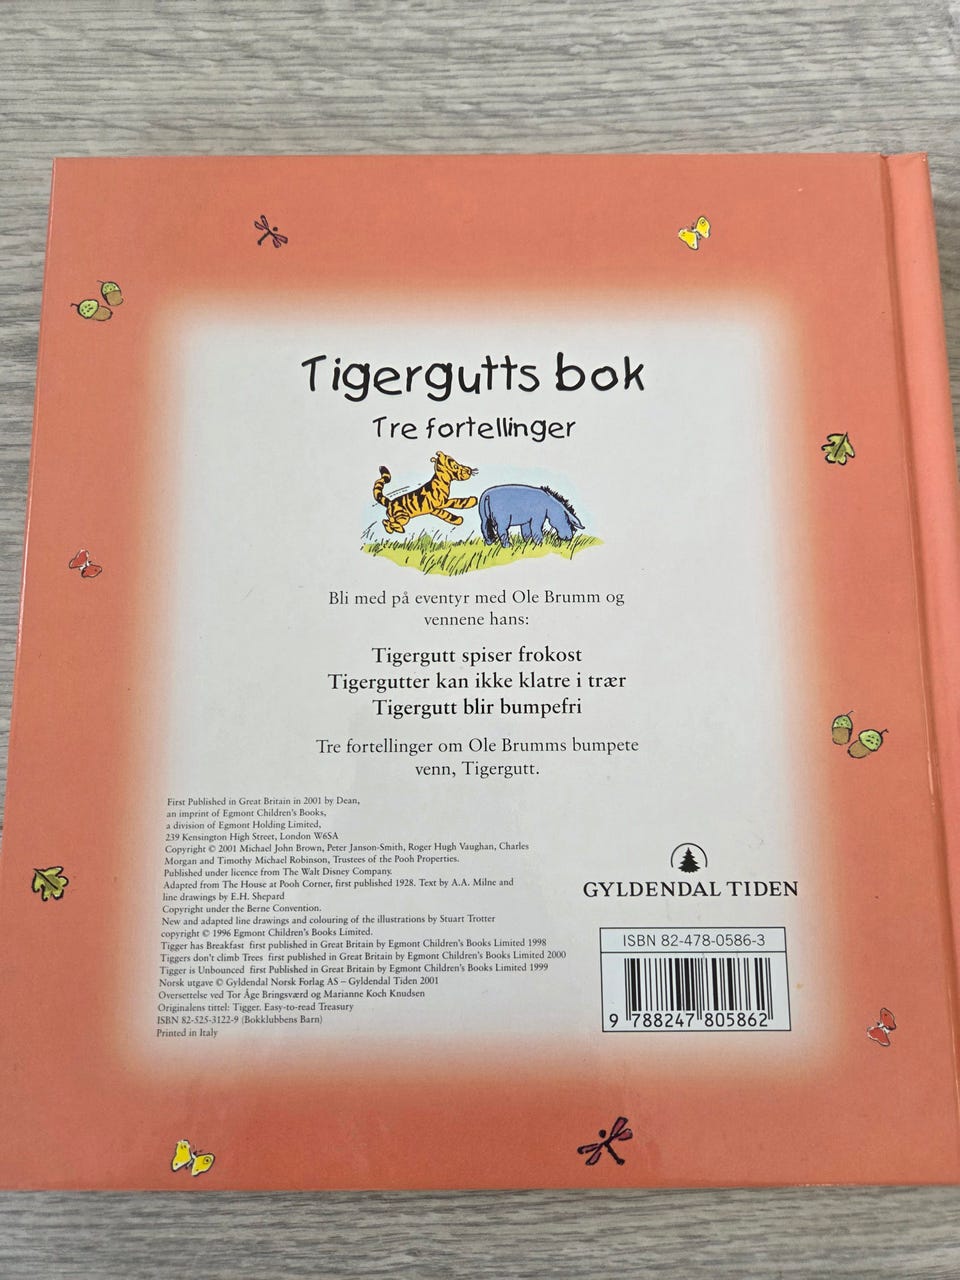 Tigergutts bok
Tre fortellinger
Bli med på eventyr med Ole Brumm og
vennene hans:
Tigergutt spiser frokost
Tigergutter kan ikke klatre i trær
Tigergutt blir bumpefri
Tre fortellinger om Ole Brumms bumpete
venn, Tigergutt.
First Published in Great Britain in 2001 by Dean,
an imprint of Egmont Children's Books,
a division of Egmont Holding Limited,
239 Kensington High Street, London W6SA
Copyright © 2001 Michael John Brown, Peter Janson-Smith, Roger Hugh Vaughan, Charles
Morgan and Timothy Michael Robinson, Trustees of the Pooh Properties.
Published under licence from The Walt Disney Company.
Adapted from The House at Pooh Corner, first published 1928. Text by A.A. Milne and
line drawings by E.H. Shepard
Copyright under the Berne Convention.
New and adapted line drawings and colouring of the illustrations by Stuart Trotter
copyright © 1996 Egmont Children's Books Limited.
Tigger has Breakfast first published in Great Britain by Egmont Children's Books Limited 1998
Tiggers don't climb Trees first published in Great Britain by Egmont Children's Books Limited 2000
Tigger is Unbounced first Published in Great Britain by Egmont Children's Books Limited 1999
Norsk utgave © Gyldendal Norsk Forlag AS – Gyldendal Tiden 2001
Oversettelse ved Tor Åge Bringsværd og Marianne Koch Knudsen
Originalens tittel: Tigger. Easy-to-read Treasury
ISBN 82-525-3122-9 (Bokklubbens Barn)
Printed in Italy
GYLDENDAL TIDEN
ISBN 82-478-0586-3
9 788247 805862